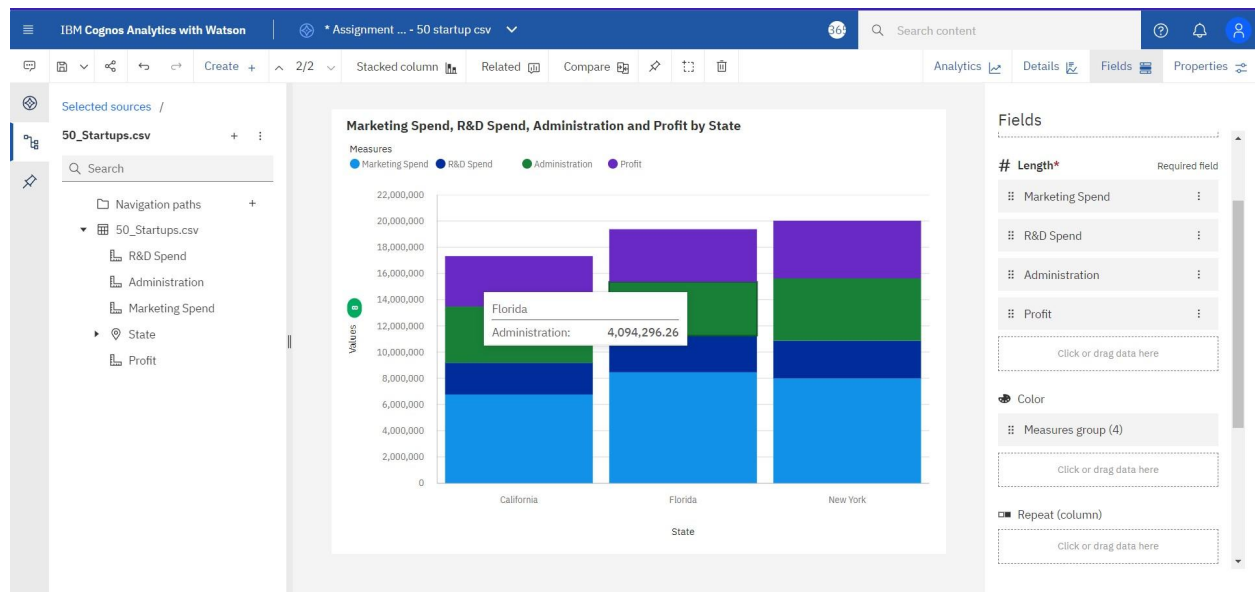 IBM Cognos Analytics with Watson
* Assignment ... - 50 startup csv
Search content
Create +
2/2
Stacked column
Related
Compare
Analytics
Details
Fields
Properties
Selected sources /
50_Startups.csv
Search
Navigation paths
50_Startups.csv
R&D Spend
Administration
Marketing Spend
State
Profit
Marketing Spend, R&D Spend, Administration and Profit by State
Measures
Marketing Spend R&D Spend Administration Profit
22,000,000
20,000,000
18,000,000
16,000,000
14,000,000
12,000,000
10,000,000
8,000,000
6,000,000
4,000,000
2,000,000
0
Values
Florida
Administration: 4,094,296.26
California Florida New York
State
Fields
# Length* Required field
Marketing Spend
R&D Spend
Administration
Profit
Click or drag data here
Color
Measures group (4)
Click or drag data here
Repeat (column)
Click or drag data here